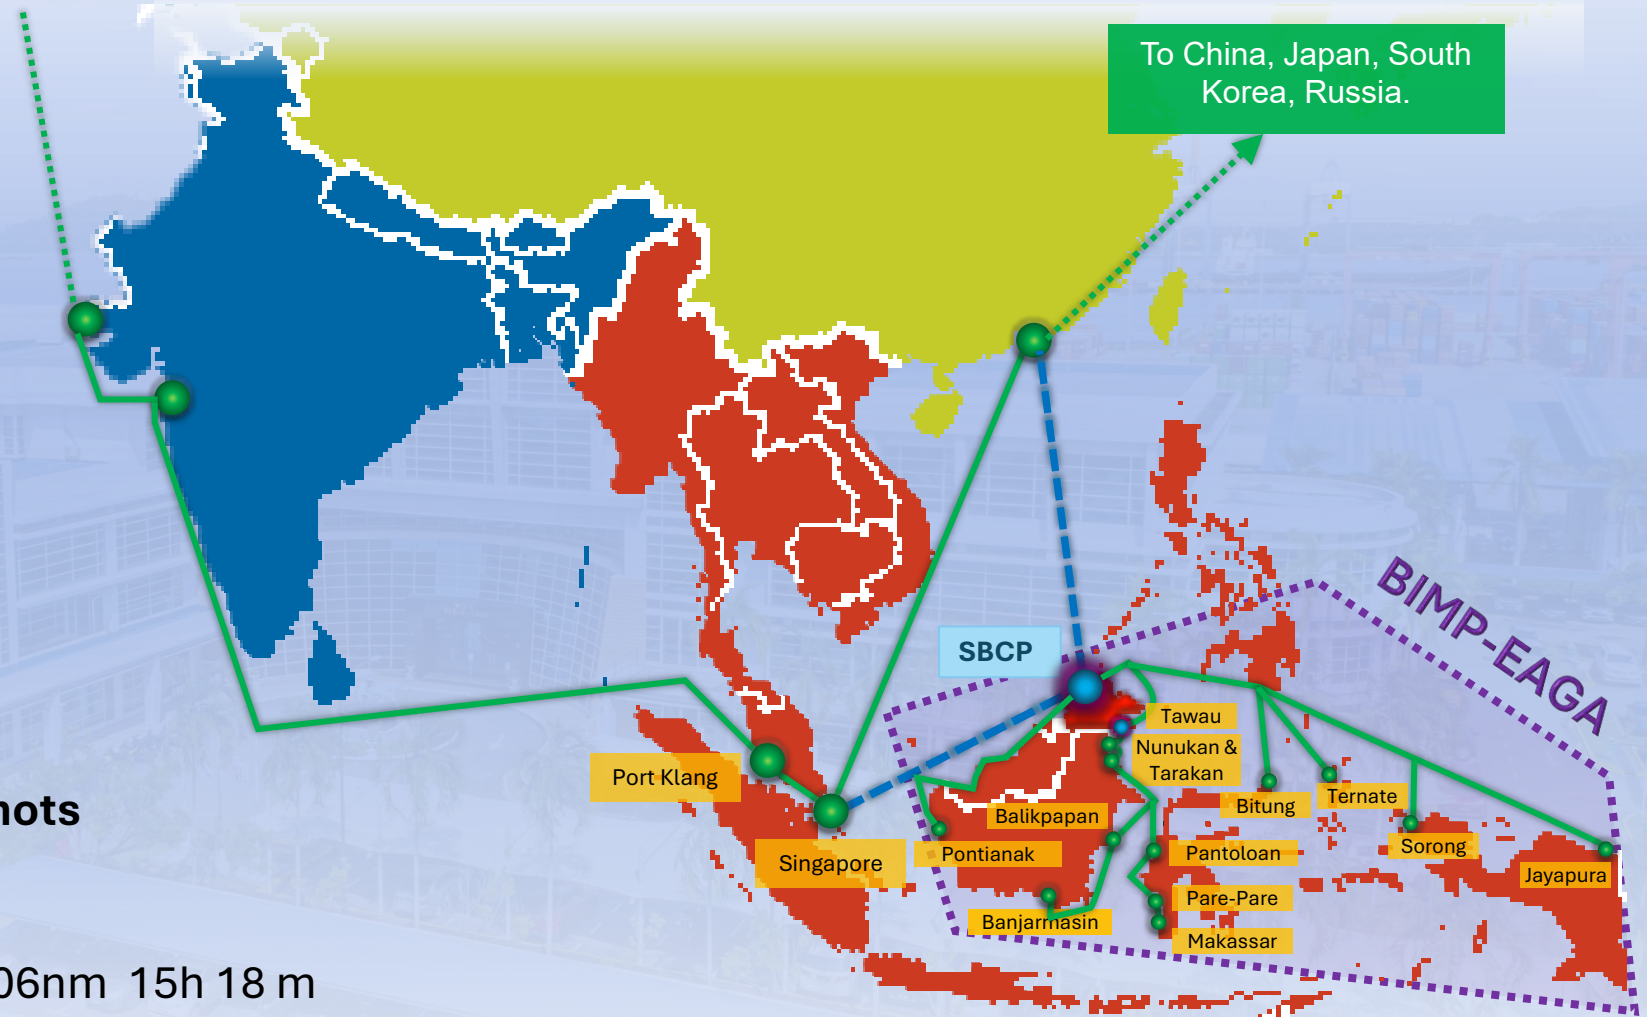 To China, Japan, South
Korea, Russia.
BIMP-EAGA
SBCP
Tawau
Nunukan &
Tarakan
Port Klang
Bitung
Ternate
Balikpapan
Singapore
Pontianak
Pantoloan
Sorong
Jayapura
Banjarmasin
Pare-Pare
Makassar
nots
06nm 15h 18 m